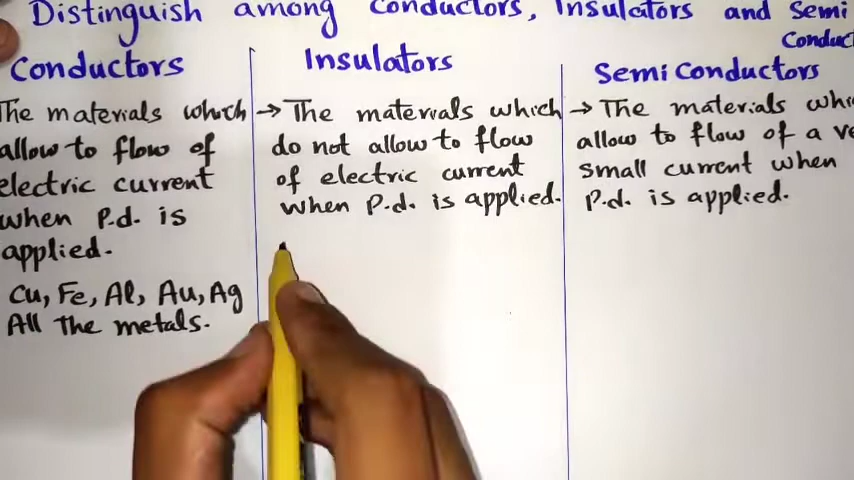 Distinguish among Conductors, Insulators and Semi
Conduct
Conductors
The materials which
allow to flow of
electric current
when P.d. is
applied.
Cu, Fe, Al, Au, Ag
All The metals.
Insulators
→ The materials which
do not allow to flow
of electric current
when P.d. is applied.
Semi Conductors
→ The materials whi
allow to flow of a ve
small current when
P.d. is applied.